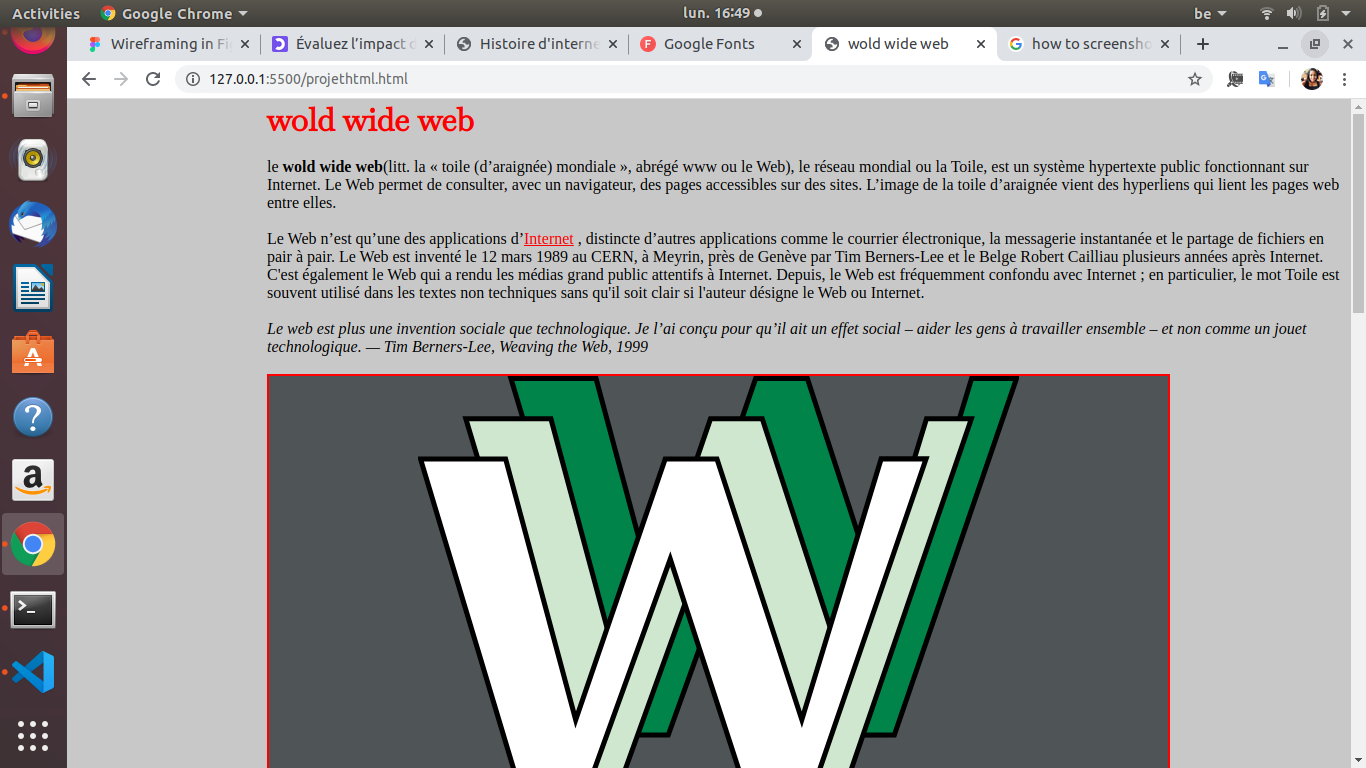 Activities Google Chrome lun. 16:49 be
Wireframing in Fi Évaluez l’impact d Histoire d'interne Google Fonts wold wide web how to screensho
127.0.0.1:5500/projethtml.html
wold wide web
le wold wide web(litt. la « toile (d’araignée) mondiale », abrégé www ou le Web), le réseau mondial ou la Toile, est un système hypertexte public fonctionnant sur
Internet. Le Web permet de consulter, avec un navigateur, des pages accessibles sur des sites. L’image de la toile d’araignée vient des hyperliens qui lient les pages web
entre elles.
Le Web n’est qu’une des applications d’Internet , distincte d’autres applications comme le courrier électronique, la messagerie instantanée et le partage de fichiers en
pair à pair. Le Web est inventé le 12 mars 1989 au CERN, à Meyrin, près de Genève par Tim Berners-Lee et le Belge Robert Cailliau plusieurs années après Internet.
C'est également le Web qui a rendu les médias grand public attentifs à Internet. Depuis, le Web est fréquemment confondu avec Internet ; en particulier, le mot Toile est
souvent utilisé dans les textes non techniques sans qu'il soit clair si l'auteur désigne le Web ou Internet.
Le web est plus une invention sociale que technologique. Je l’ai conçu pour qu’il ait un effet social – aider les gens à travailler ensemble – et non comme un jouet
technologique. — Tim Berners-Lee, Weaving the Web, 1999